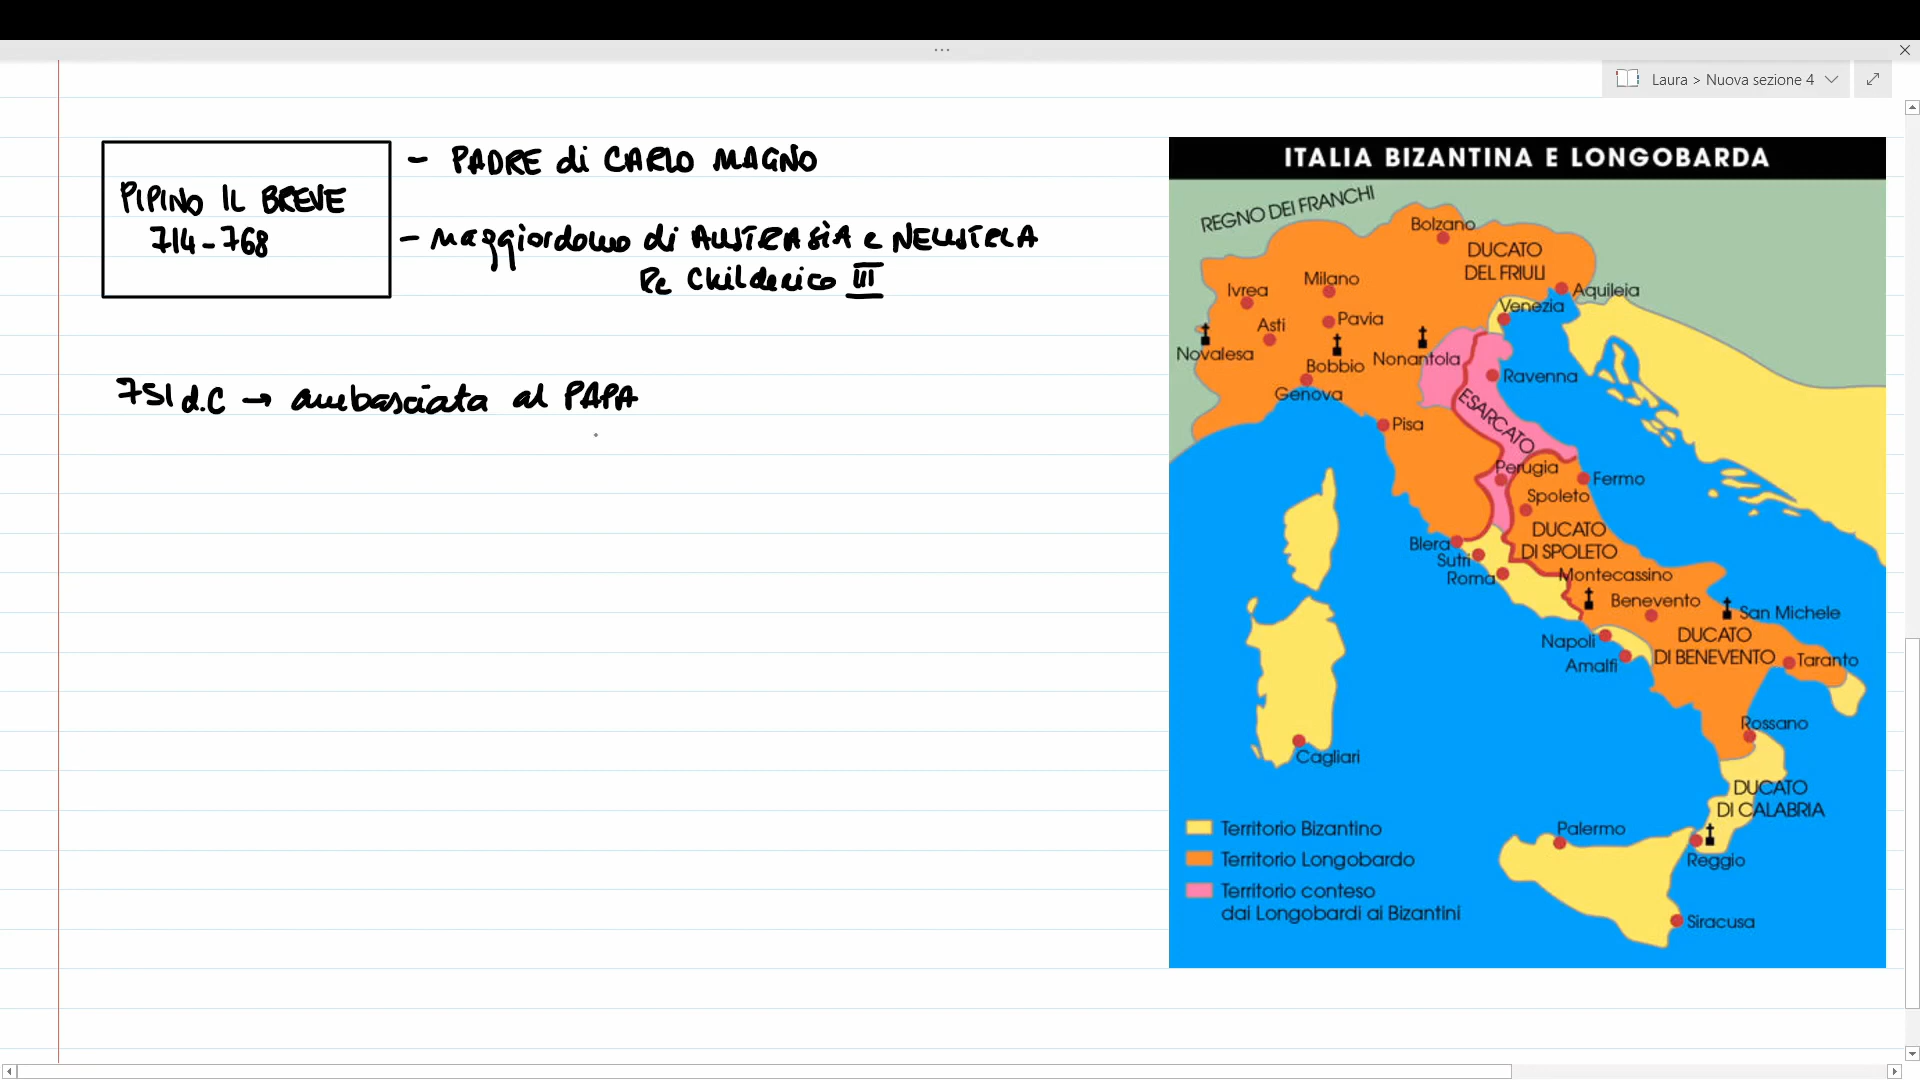 Laura > Nuova sezione 4
PIPINO IL BREVE
714-768
- PADRE di CARLO MAGNO
- Maggiordomo di AUSTRASIA e NEUSTRIA
Re Childerico III
751 d.C → ambasciata al PAPA
ITALIA BIZANTINA E LONGOBARDA
REGNO DEI FRANCHI
Bolzano
DUCATO
DEL FRIULI
Ivrea
Milano
Aquileia
Venezia
Asti
Pavia
Novalesa
Bobbio
Nonantola
Ravenna
Genova
ESARCATO
Pisa
Perugia
Fermo
Spoleto
DUCATO
DI SPOLETO
Blera
Sutri
Roma
Montecassino
Benevento
San Michele
Napoli
DUCATO
DI BENEVENTO
Amalfi
Taranto
Rossano
Cagliari
DUCATO
DI CALABRIA
Palermo
Reggio
Siracusa
Territorio Bizantino
Territorio Longobardo
Territorio conteso
dai Longobardi ai Bizantini